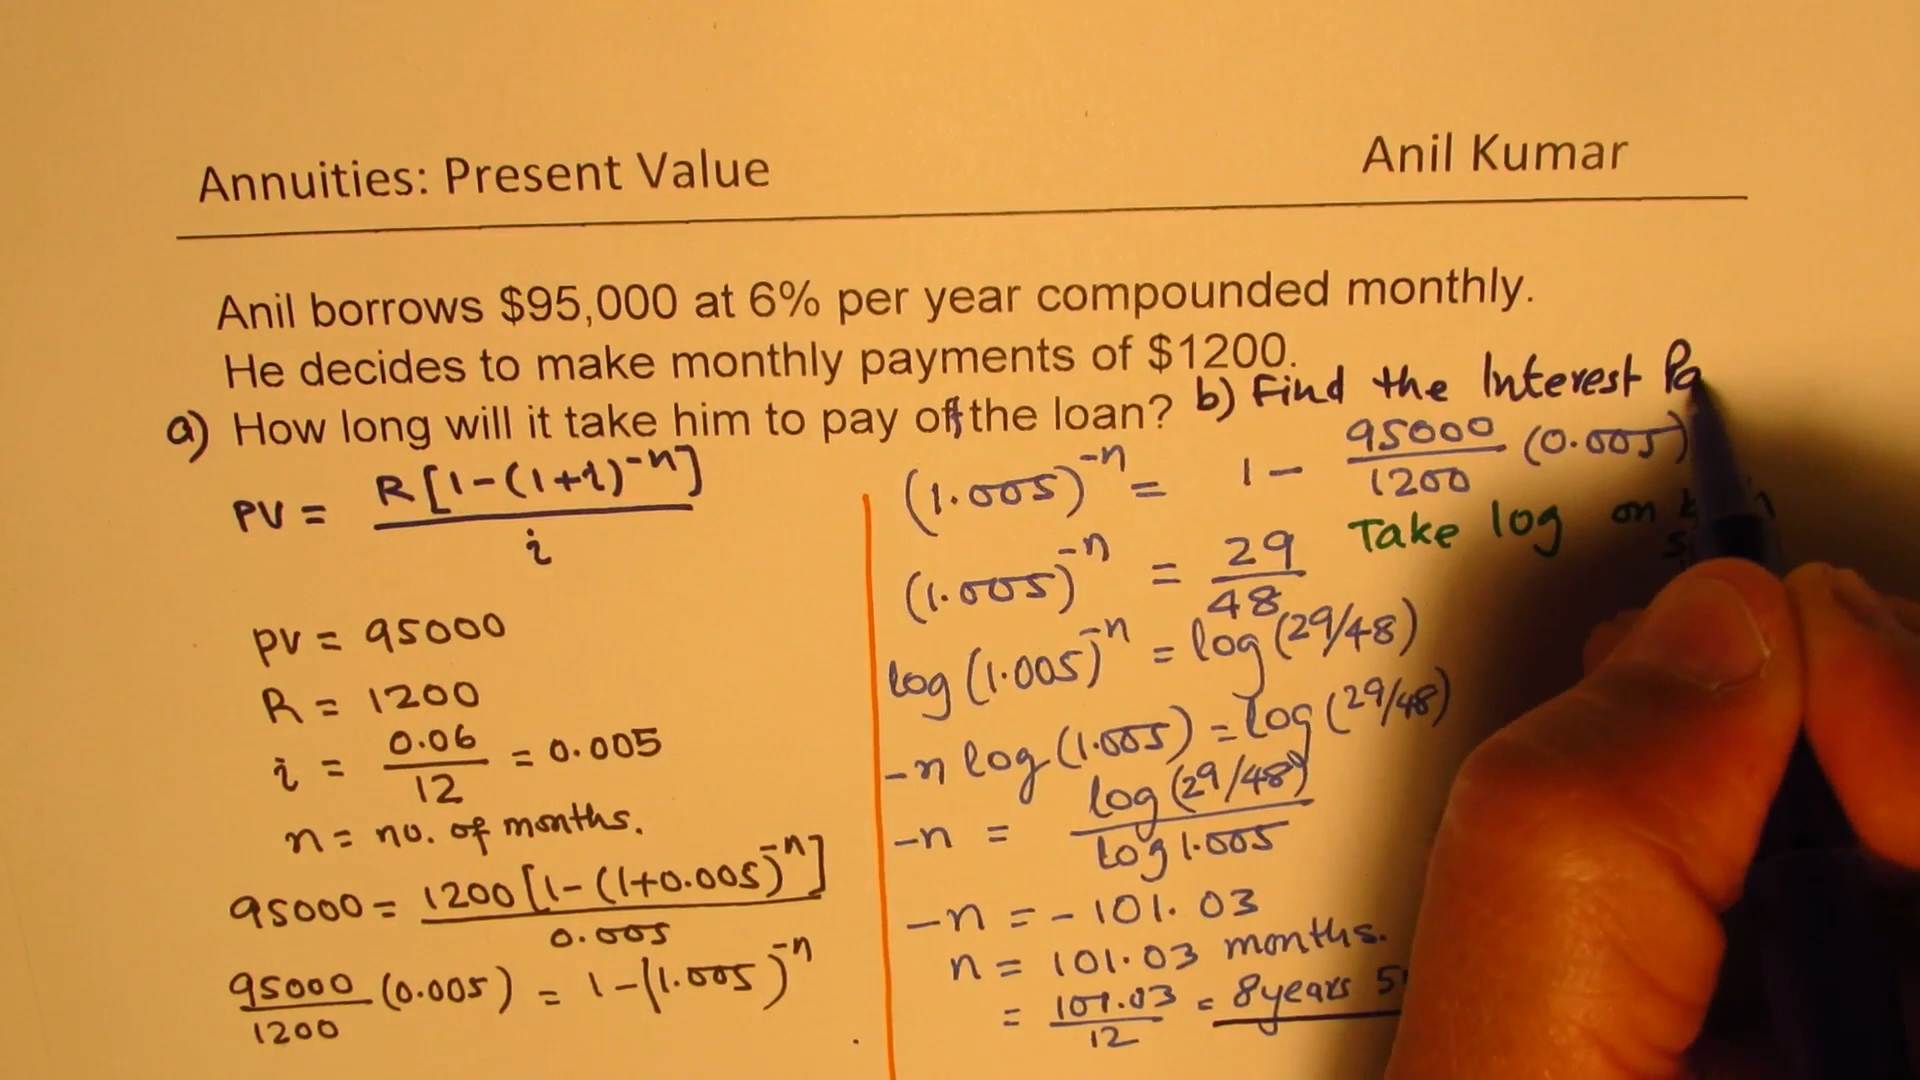 Annuities: Present Value
Anil Kumar
Anil borrows $95,000 at 6% per year compounded monthly.
He decides to make monthly payments of $1200.
a) How long will it take him to pay off the loan?
b) Find the Interest Pa
PV = R[1-(1+i)^-n] / i
PV = 95000
R = 1200
i = 0.06/12 = 0.005
n = no. of months.
95000 = 1200[1-(1+0.005)^-n] / 0.005
95000/1200 (0.005) = 1-(1.005)^-n
(1.005)^-n = 1 - 95000/1200 (0.005)
Take log on
(1.005)^-n = 29/48
log(1.005)^-n = log(29/48)
-n log(1.005) = log(29/48)
-n = log(29/48) / log 1.005
-n = -101.03
n = 101.03 months.
= 101.03/12 = 8 years 5